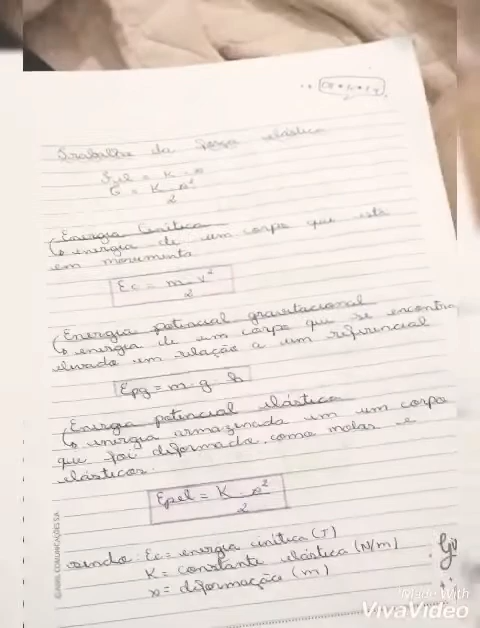 Trabalho da força elástica
Fel = K · x
τ = K · x²
2
Energia Cinética
↳ energia de um corpo que está
em movimento
Ec = m · v²
2
Energia potencial gravitacional
↳ energia de um corpo que se encontra
elevado em relação a um referencial
Epg = m · g · h
Energia potencial elástica
↳ energia armazenada em um corpo
que foi deformado, como molas e
elásticos.
Epel = K · x²
2
sendo: Ec = energia cinética (J)
K = constante elástica (N/m)
x = deformação (m)
Made With
VivaVideo